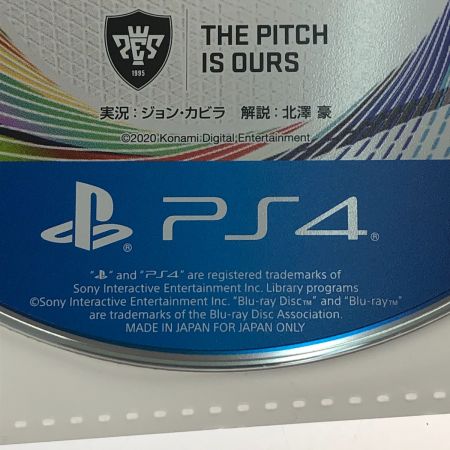 PES
1995
THE PITCH
IS OURS
実況：ジョン・カビラ 解説：北澤 豪
©2020 Konami Digital Entertainment
PS4®
"PS" and "PS4" are registered trademarks of
Sony Interactive Entertainment Inc. Library programs
©Sony Interactive Entertainment Inc. "Blu-ray Disc™" and "Blu-ray™"
are trademarks of the Blu-ray Disc Association.
MADE IN JAPAN FOR JAPAN ONLY